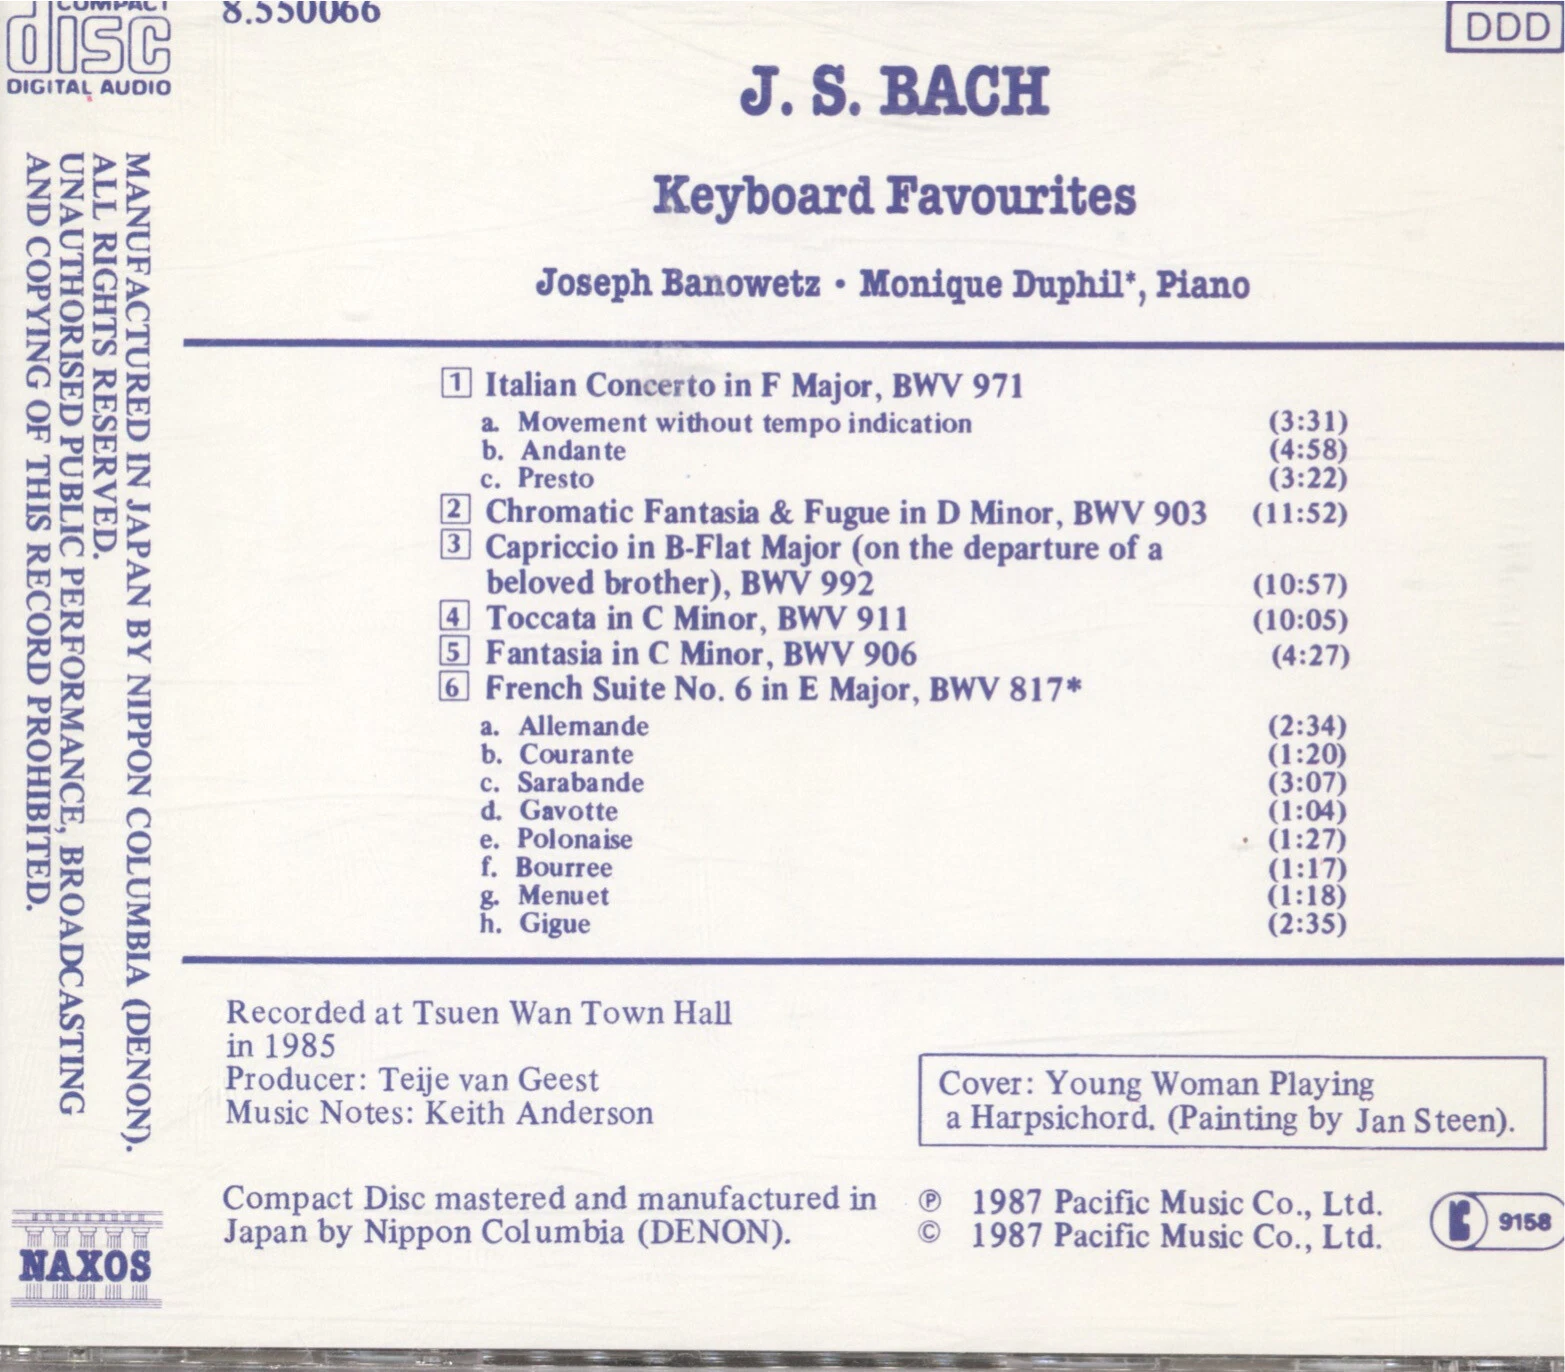 COMPACT
disc
DIGITAL AUDIO
8.550066
DDD
J. S. BACH
Keyboard Favourites
Joseph Banowetz · Monique Duphil*, Piano
1 Italian Concerto in F Major, BWV 971
a. Movement without tempo indication (3:31)
b. Andante (4:58)
c. Presto (3:22)
2 Chromatic Fantasia & Fugue in D Minor, BWV 903 (11:52)
3 Capriccio in B-Flat Major (on the departure of a
beloved brother), BWV 992 (10:57)
4 Toccata in C Minor, BWV 911 (10:05)
5 Fantasia in C Minor, BWV 906 (4:27)
6 French Suite No. 6 in E Major, BWV 817*
a. Allemande (2:34)
b. Courante (1:20)
c. Sarabande (3:07)
d. Gavotte (1:04)
e. Polonaise (1:27)
f. Bourree (1:17)
g. Menuet (1:18)
h. Gigue (2:35)
Recorded at Tsuen Wan Town Hall
in 1985
Producer: Teije van Geest
Music Notes: Keith Anderson
Cover: Young Woman Playing
a Harpsichord. (Painting by Jan Steen).
Compact Disc mastered and manufactured in
Japan by Nippon Columbia (DENON).
℗ 1987 Pacific Music Co., Ltd.
© 1987 Pacific Music Co., Ltd.
9158
MANUFACTURED IN JAPAN BY NIPPON COLUMBIA (DENON).
ALL RIGHTS RESERVED.
UNAUTHORISED PUBLIC PERFORMANCE, BROADCASTING
AND COPYING OF THIS RECORD PROHIBITED.
NAXOS